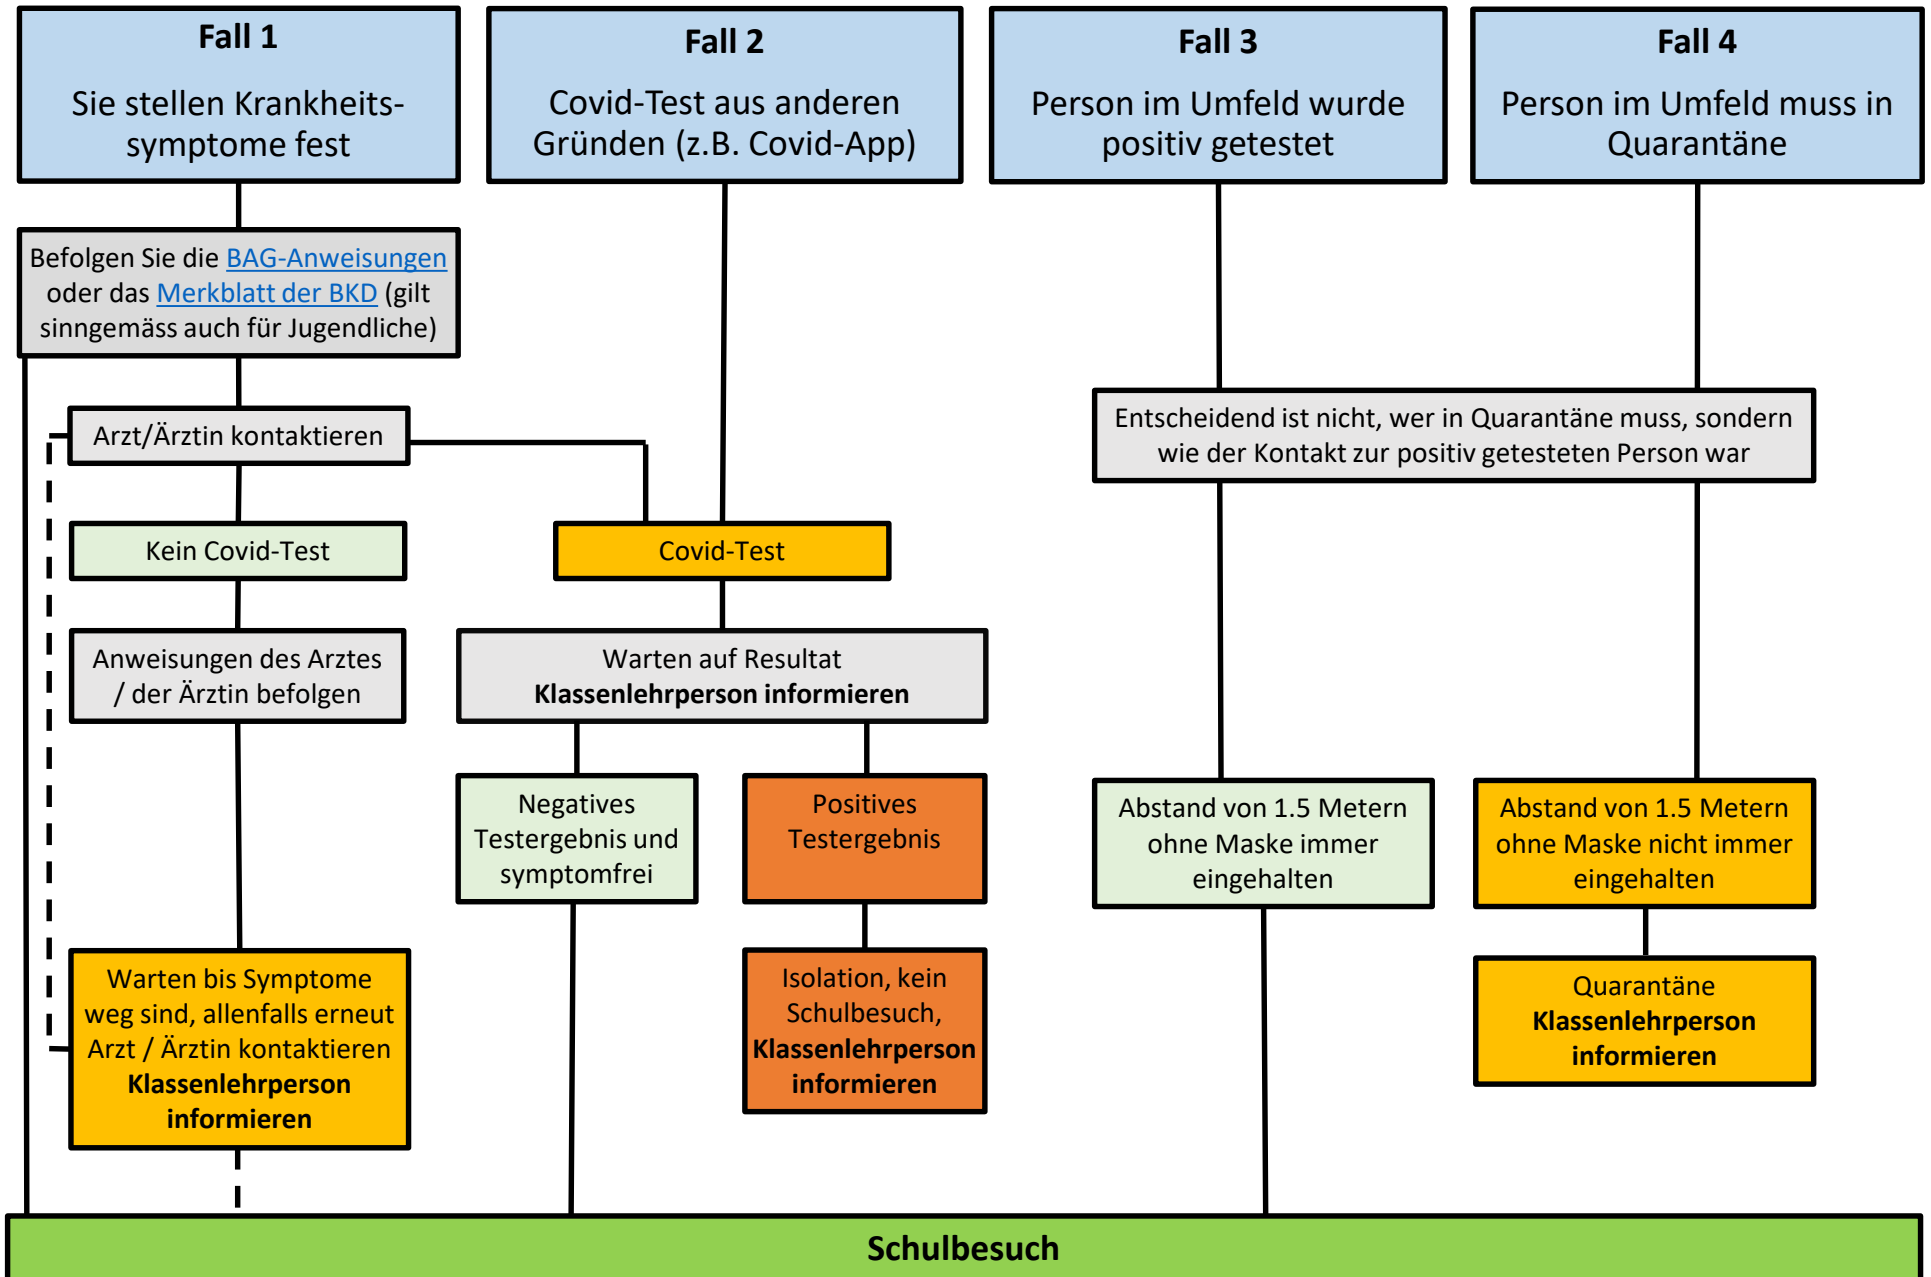 Fall 1
Sie stellen Krankheits-
symptome fest
Fall 2
Covid-Test aus anderen
Gründen (z.B. Covid-App)
Fall 3
Person im Umfeld wurde
positiv getestet
Fall 4
Person im Umfeld muss in
Quarantäne
Befolgen Sie die BAG-Anweisungen
oder das Merkblatt der BKD (gilt
sinngemäss auch für Jugendliche)
Arzt/Ärztin kontaktieren
Entscheidend ist nicht, wer in Quarantäne muss, sondern
wie der Kontakt zur positiv getesteten Person war
Kein Covid-Test
Covid-Test
Anweisungen des Arztes
/ der Ärztin befolgen
Warten auf Resultat
Klassenlehrperson informieren
Negatives
Testergebnis und
symptomfrei
Positives
Testergebnis
Abstand von 1.5 Metern
ohne Maske immer
eingehalten
Abstand von 1.5 Metern
ohne Maske nicht immer
eingehalten
Warten bis Symptome
weg sind, allenfalls erneut
Arzt / Ärztin kontaktieren
Klassenlehrperson
informieren
Isolation, kein
Schulbesuch,
Klassenlehrperson
informieren
Quarantäne
Klassenlehrperson
informieren
Schulbesuch